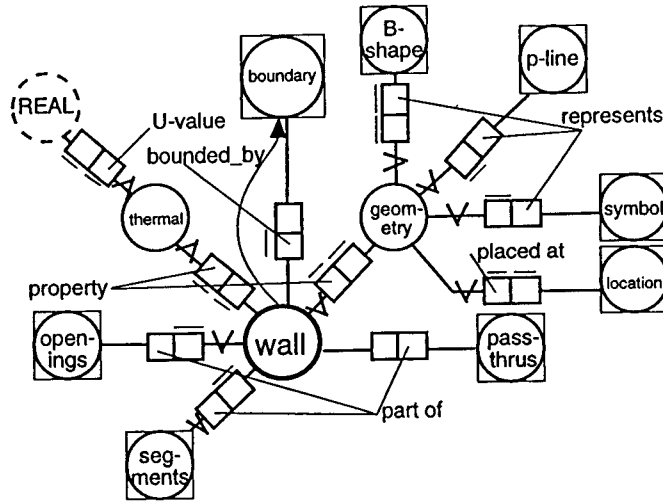 B-
shape
p-line
boundary
REAL
U-value
represents
bounded_by
thermal
geom-
etry
symbol
placed at
property
location
open-
ings
wall
pass-
thrus
part of
seg-
ments